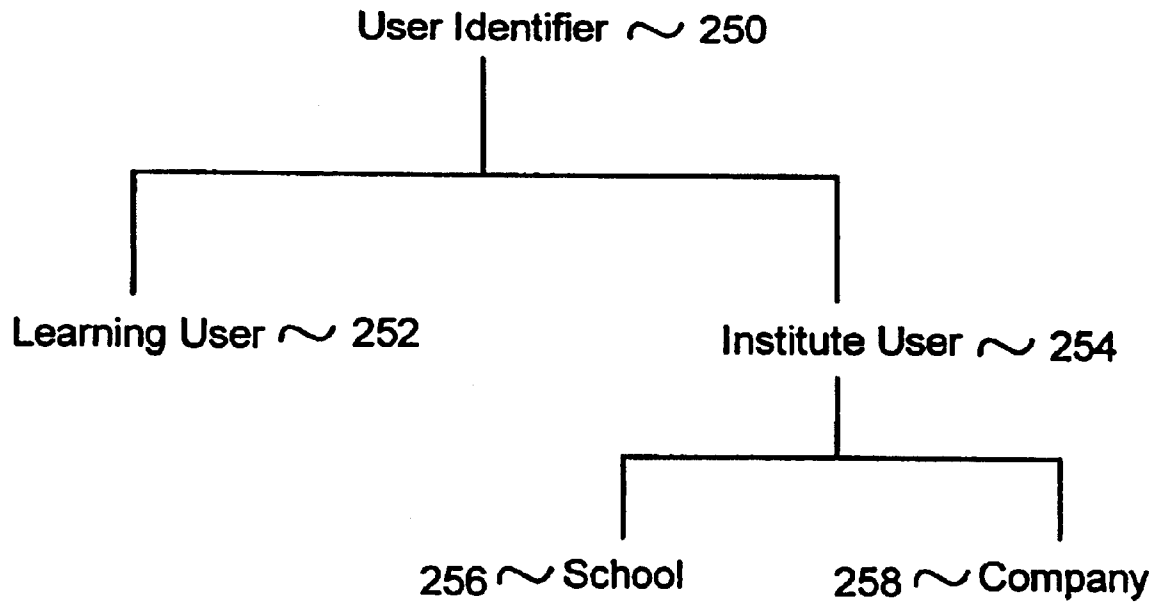 User Identifier ~ 250
Learning User ~ 252
Institute User ~ 254
256 ~ School
258 ~ Company